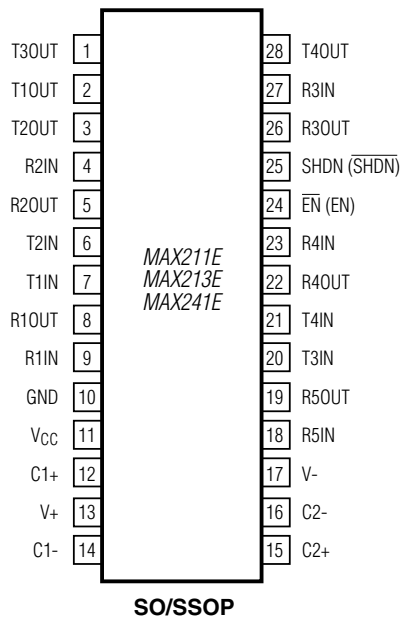 T3OUT 1 28 T4OUT
T1OUT 2 27 R3IN
T2OUT 3 26 R3OUT
R2IN 4 25 SHDN (S̅H̅D̅N̅)
R2OUT 5 24 E̅N̅ (EN)
T2IN 6 23 R4IN
T1IN 7 22 R4OUT
R1OUT 8 21 T4IN
R1IN 9 20 T3IN
GND 10 19 R5OUT
VCC 11 18 R5IN
C1+ 12 17 V-
V+ 13 16 C2-
C1- 14 15 C2+
MAX211E
MAX213E
MAX241E
SO/SSOP